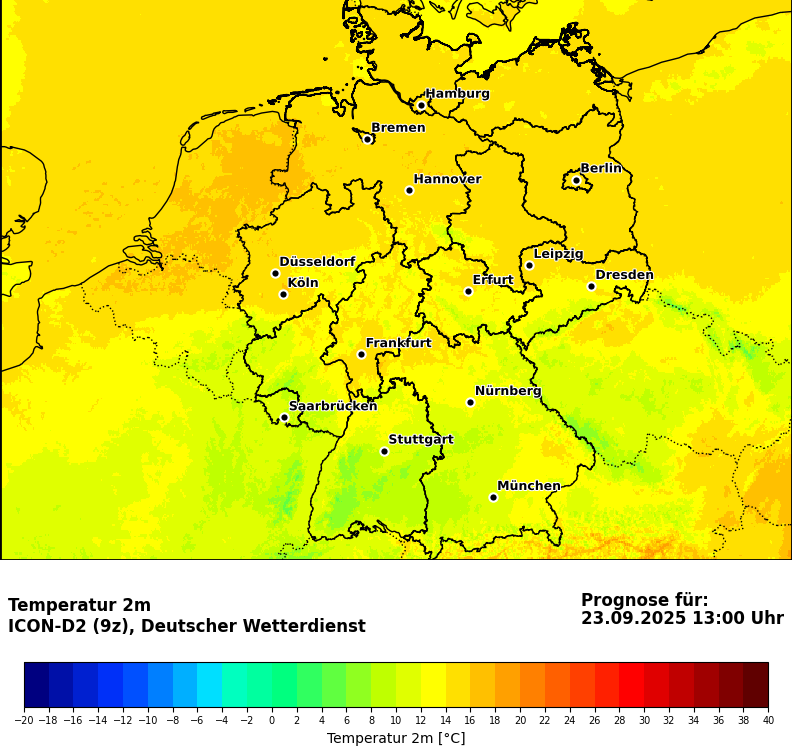 Hamburg
Bremen
Berlin
Hannover
Leipzig
Düsseldorf
Dresden
Köln
Erfurt
Frankfurt
Nürnberg
Saarbrücken
Stuttgart
München
Temperatur 2m
ICON-D2 (9z), Deutscher Wetterdienst
Prognose für:
23.09.2025 13:00 Uhr
−20 −18 −16 −14 −12 −10 −8 −6 −4 −2 0 2 4 6 8 10 12 14 16 18 20 22 24 26 28 30 32 34 36 38 40
Temperatur 2m [°C]